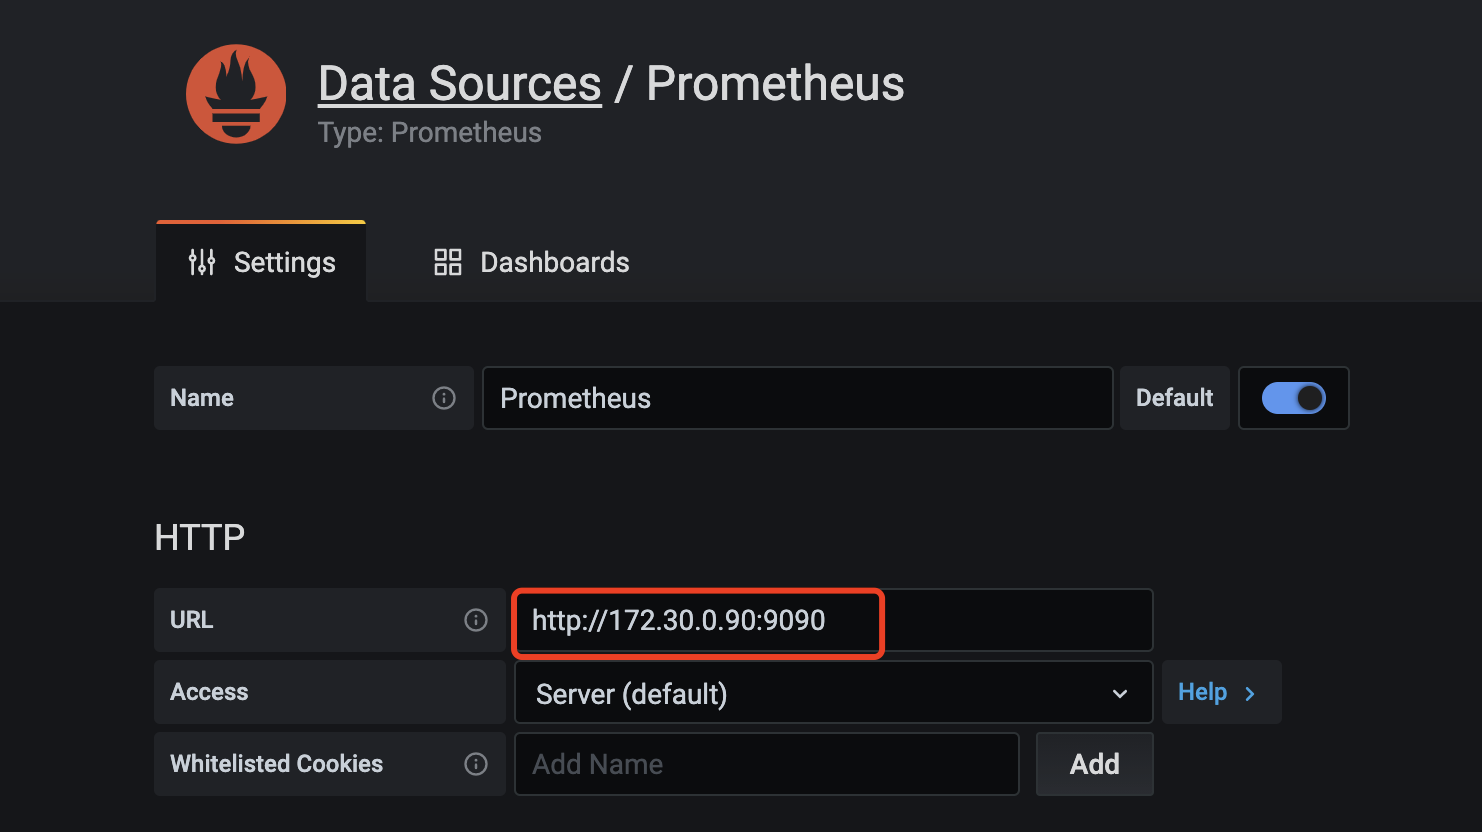 Data Sources / Prometheus
Type: Prometheus
Settings
Dashboards
Name
Prometheus
Default
HTTP
URL
http://172.30.0.90:9090
Access
Server (default)
Help
Whitelisted Cookies
Add Name
Add